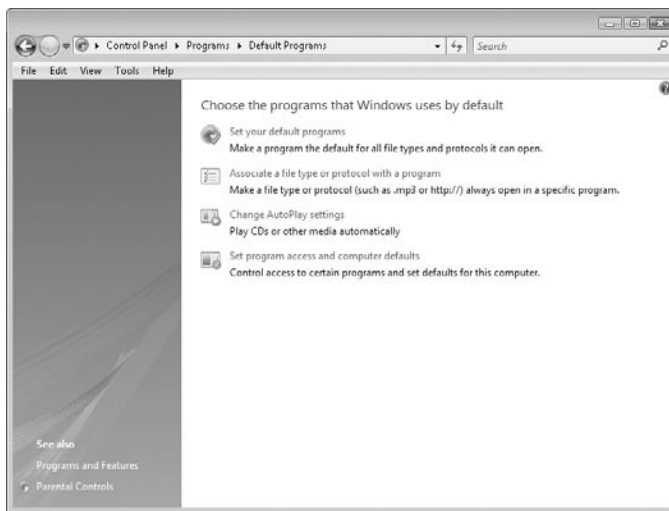 Control Panel Programs Default Programs
Search
File Edit View Tools Help
Choose the programs that Windows uses by default
Set your default programs
Make a program the default for all file types and protocols it can open.
Associate a file type or protocol with a program
Make a file type or protocol (such as .mp3 or http://) always open in a specific program.
Change AutoPlay settings
Play CDs or other media automatically
Set program access and computer defaults
Control access to certain programs and set defaults for this computer.
See also
Programs and Features
Parental Controls